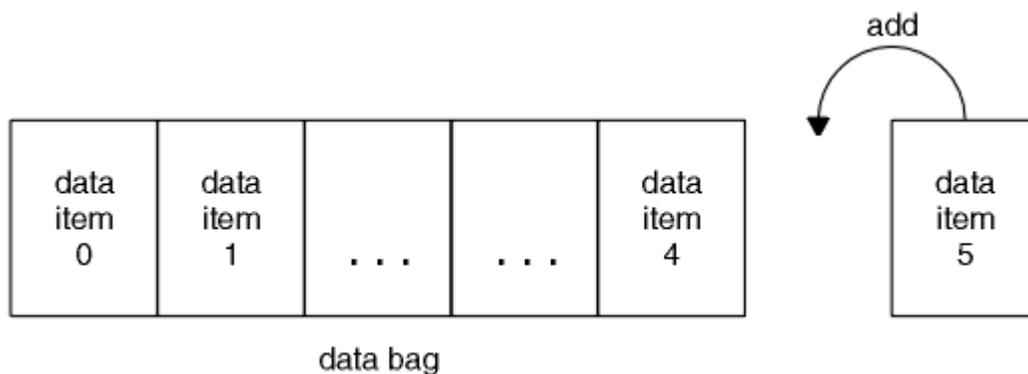 add
data item 0
data item 1
. . .
. . .
data item 4
data item 5
data bag